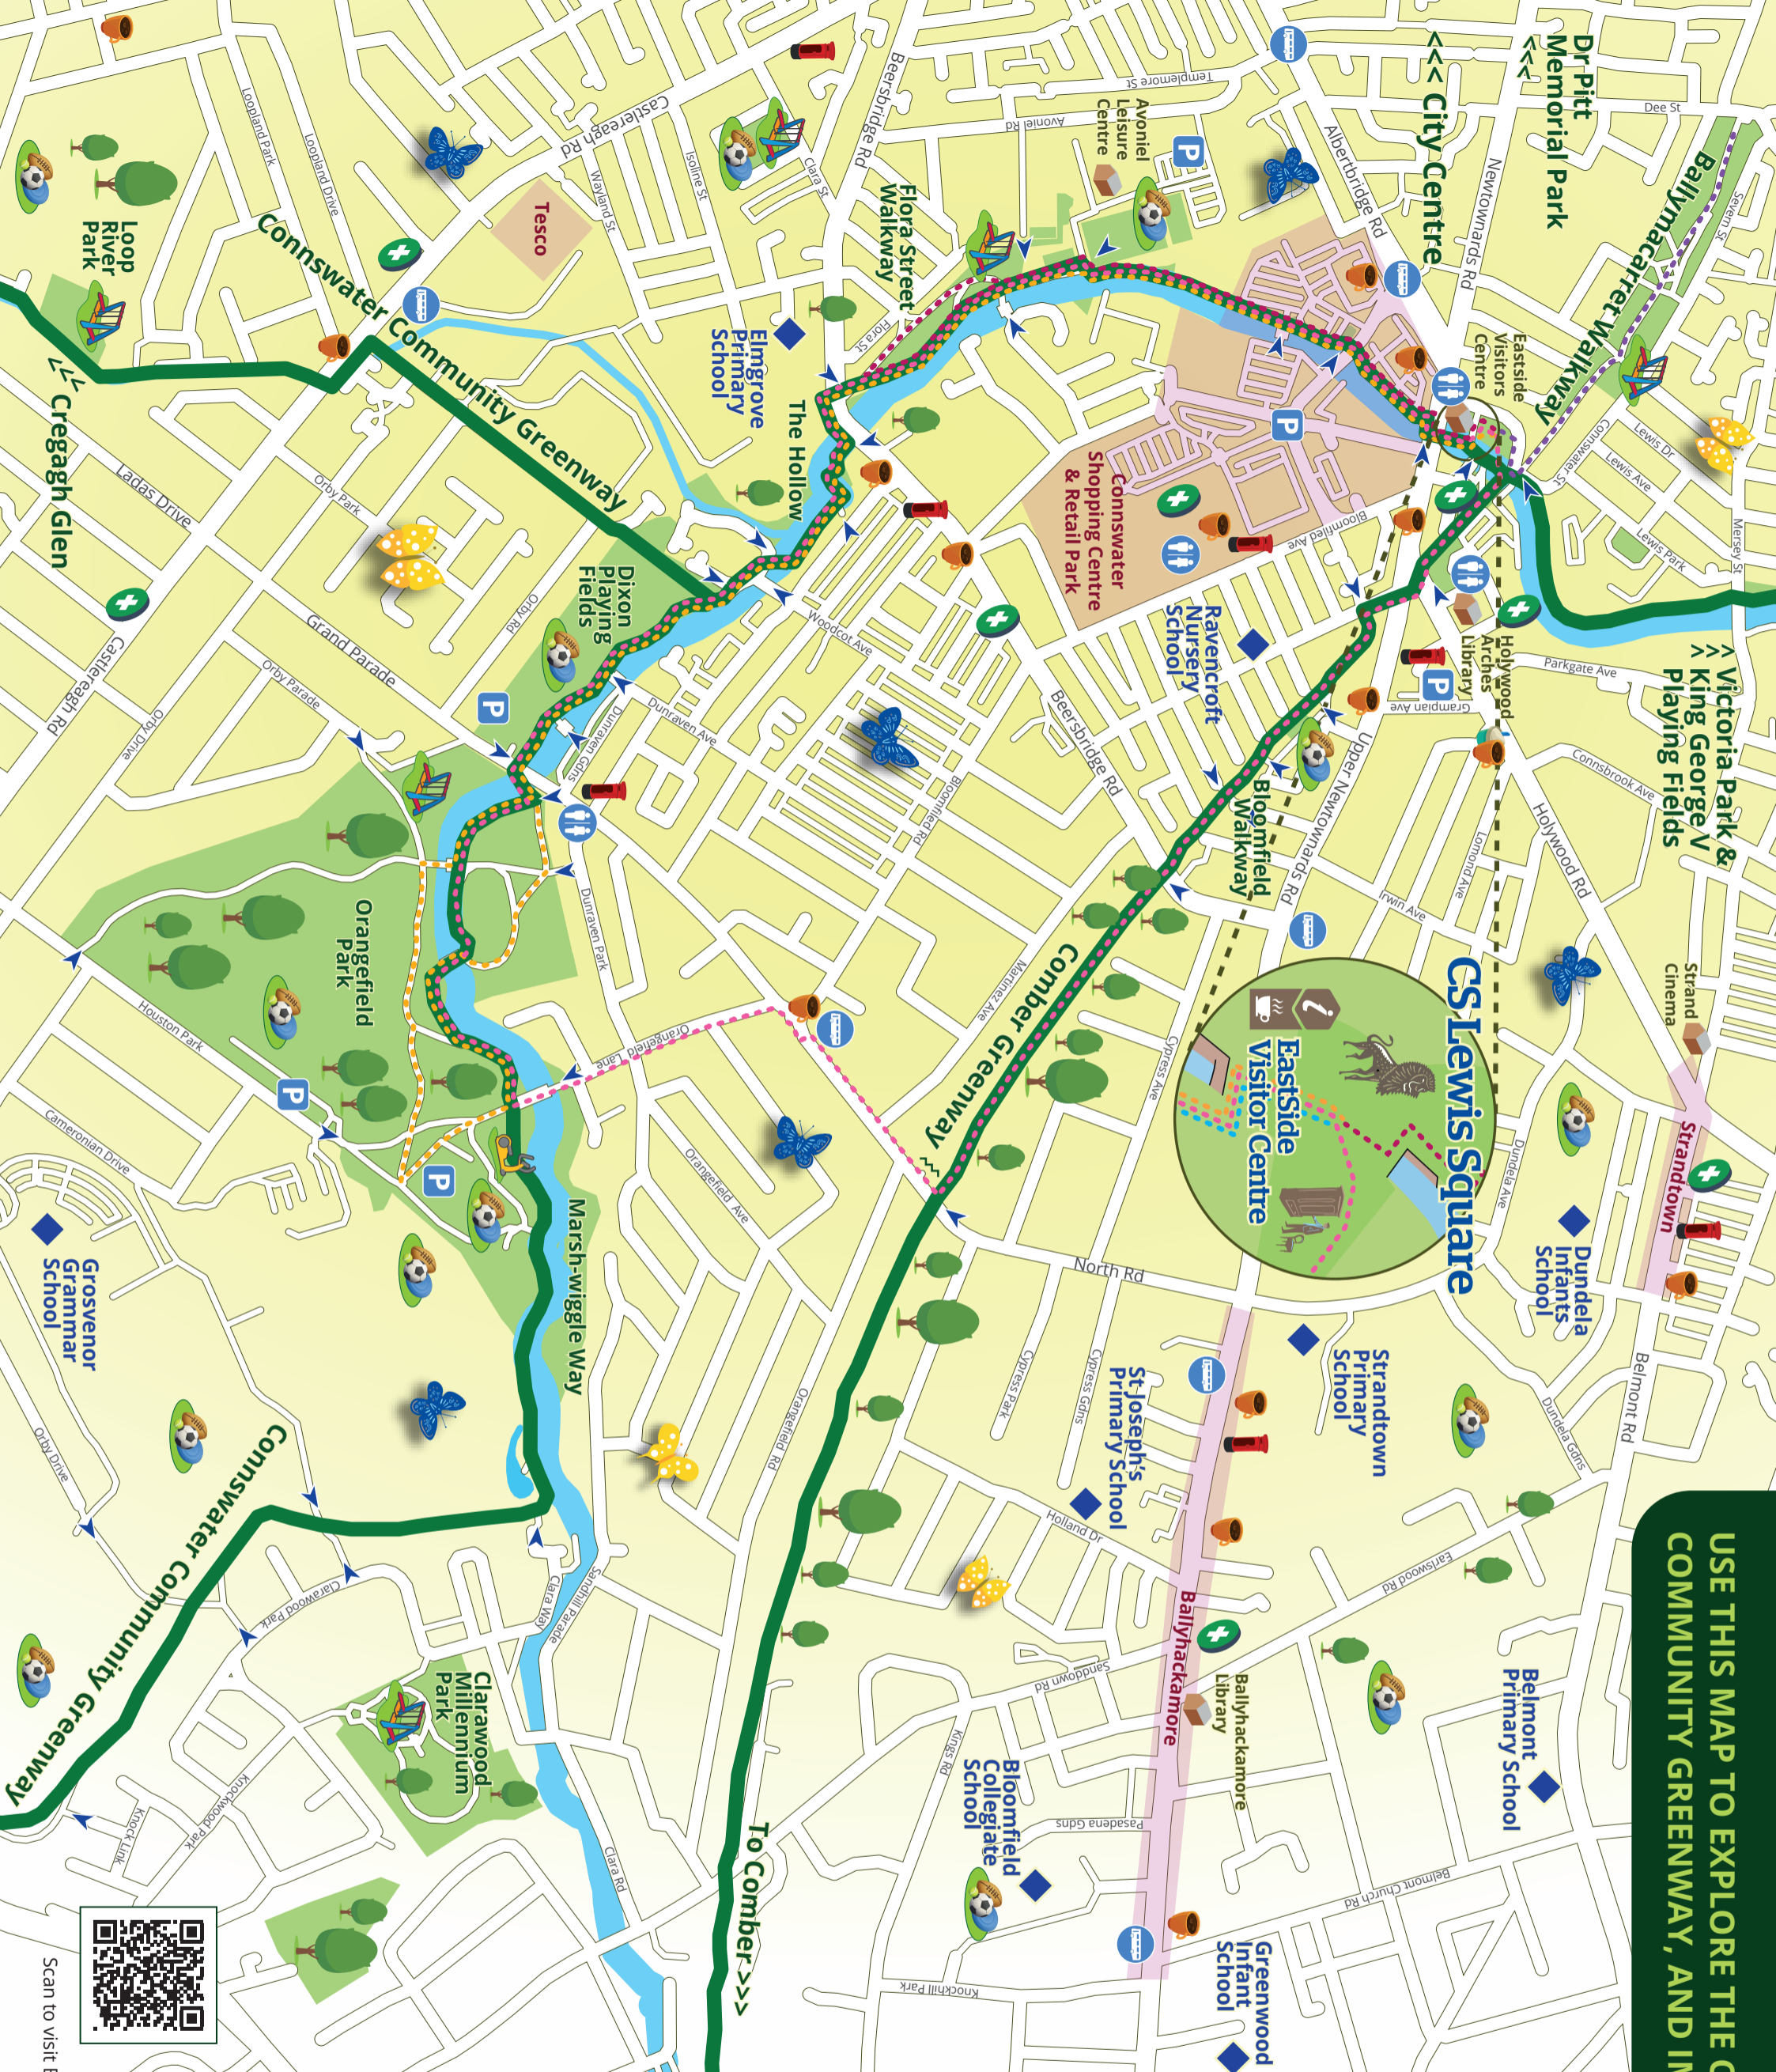 USE THIS MAP TO EXPLORE THE
COMMUNITY GREENWAY, AND
Dr Pitt
Memorial Park
<<<
<<< City Centre
Ballymacarret Walkway
Dee St
Severn St
Mersey St
Lewis Dr
Lewis Ave
Lewis Park
Connswater St
Newtownards Rd
Albertbridge Rd
Templemore St
Avoniel Rd
Avoniel
Leisure
Centre
Eastside
Visitors
Centre
Beersbridge Rd
Flora Street
Walkway
Flora St
Clara St
Isoline St
Wayland St
Castlereagh Rd
Loopland Drive
Loopland Park
Loop
River
Park
Tesco
Connswater Community Greenway
<<< Cregagh Glen
Elmgrove
Primary
School
The Hollow
Connswater
Shopping Centre
& Retail Park
Bloomfield Ave
^ Victoria Park &
^ King George V
^ Playing Fields
Parkgate Ave
Holywood
Arches
Library
Grampian Ave
Connsbrook Ave
Holywood Rd
Lomond Ave
Irwin Ave
Upper Newtownards Rd
Ravencroft
Nursery
School
Bloomfield
Walkway
Beersbridge Rd
Woodcot Ave
Dunraven Ave
Dunraven Gdns
Dunraven Park
Bloomfield Rd
Dixon
Playing
Fields
Orby Rd
Orby Park
Ladas Drive
Grand Parade
Orby Parade
Orby Drive
Castlereagh Rd
Orangefield
Park
Houston Park
Cameronian Drive
Grosvenor
Grammar
School
Orby Drive
Strand
Cinema
Strandtown
CS Lewis Square
EastSide
Visitor Centre
Comber Greenway
Martinez Ave
Cypress Ave
Orangefield Lane
Orangefield Ave
Marsh-wiggle Way
North Rd
Dundela Ave
Dundela
Infants
School
Dundela Gdns
Belmont Rd
Strandtown
Primary
School
Cypress Park
Cypress Gdns
St Joseph's
Primary School
Orangefield Rd
Holland Dr
Earlswood Rd
Ballyhackamore
Ballyhackamore
Library
Sanddown Rd
Kings Rd
Belmont
Primary School
Bloomfield
Collegiate
School
Pasadena Gdns
Belmont Church Rd
Knockhill Park
Greenwood
Infant
School
To Comber >>>
Connswater Community Greenway
Clarawood Park
Clara Way
Sandhill Parade
Clarawood
Millennium
Park
Clara Rd
Knockwood Park
Knock Link
Scan to visit
P
P
P
P
P
P
i